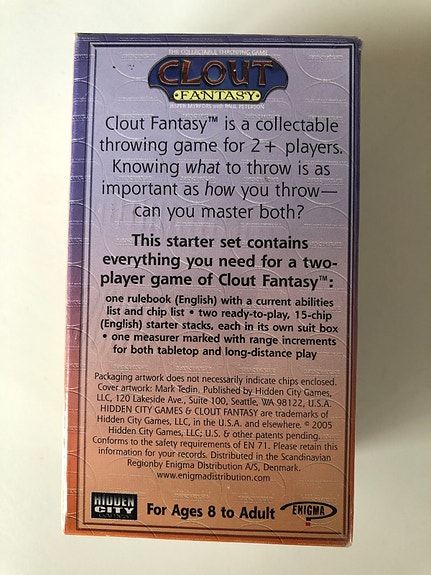 THE COLLECTABLE THROWING GAME
CLOUT
•FANTASY•
JESPER MYRFORS with PAUL PETERSON
Clout Fantasy™ is a collectable
throwing game for 2+ players.
Knowing what to throw is as
important as how you throw—
can you master both?
This starter set contains
everything you need for a two-
player game of Clout Fantasy™:
one rulebook (English) with a current abilities
list and chip list • two ready-to-play, 15-chip
(English) starter stacks, each in its own suit box
• one measurer marked with range increments
for both tabletop and long-distance play
Packaging artwork does not necessarily indicate chips enclosed.
Cover artwork: Mark Tedin. Published by Hidden City Games,
LLC, 120 Lakeside Ave., Suite 100, Seattle, WA 98122, U.S.A.
HIDDEN CITY GAMES & CLOUT FANTASY are trademarks of
Hidden City Games, LLC, in the U.S.A. and elsewhere. © 2005
Hidden City Games, LLC; U.S. & other patents pending.
Conforms to the safety requirements of EN 71. Please retain this
information for your records. Distributed in the Scandinavian
Regionby Enigma Distribution A/S, Denmark.
www.enigmadistribution.com
HIDDEN
CITY
GAMES
For Ages 8 to Adult
ENIGMA